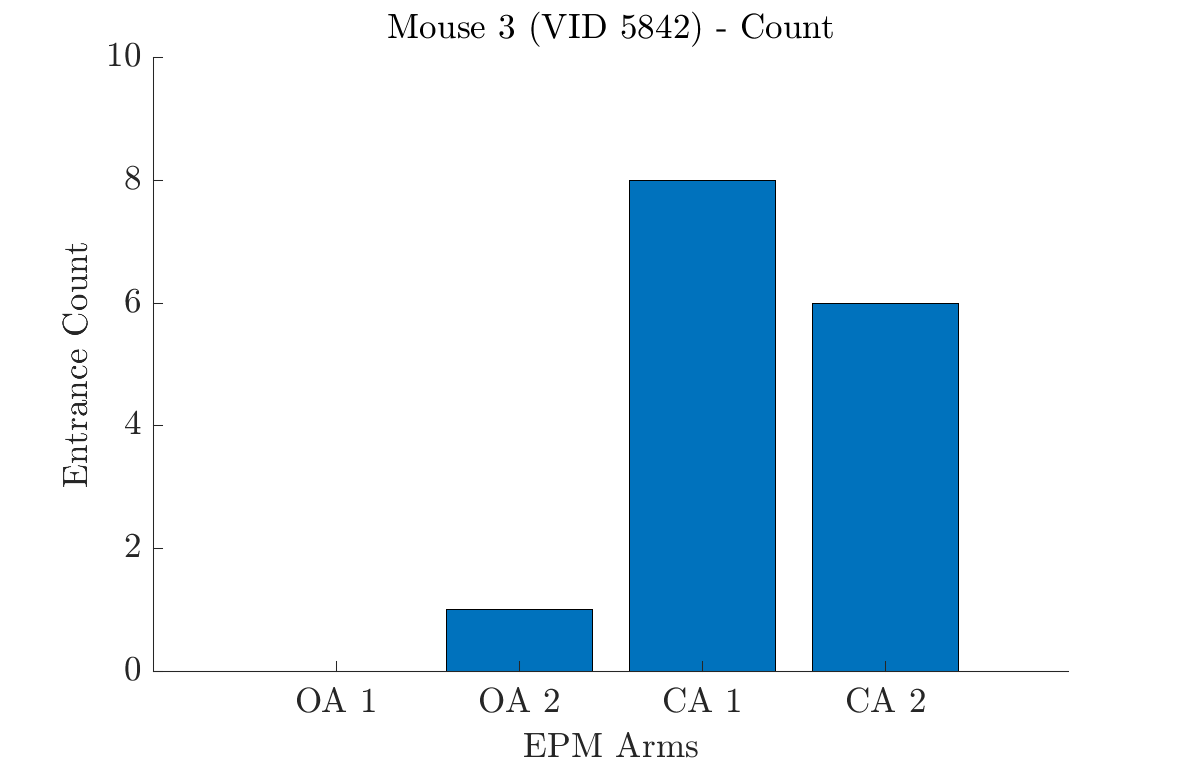 Mouse 3 (VID 5842) - Count
10
8
6
4
2
0
Entrance Count
OA 1
OA 2
CA 1
CA 2
EPM Arms